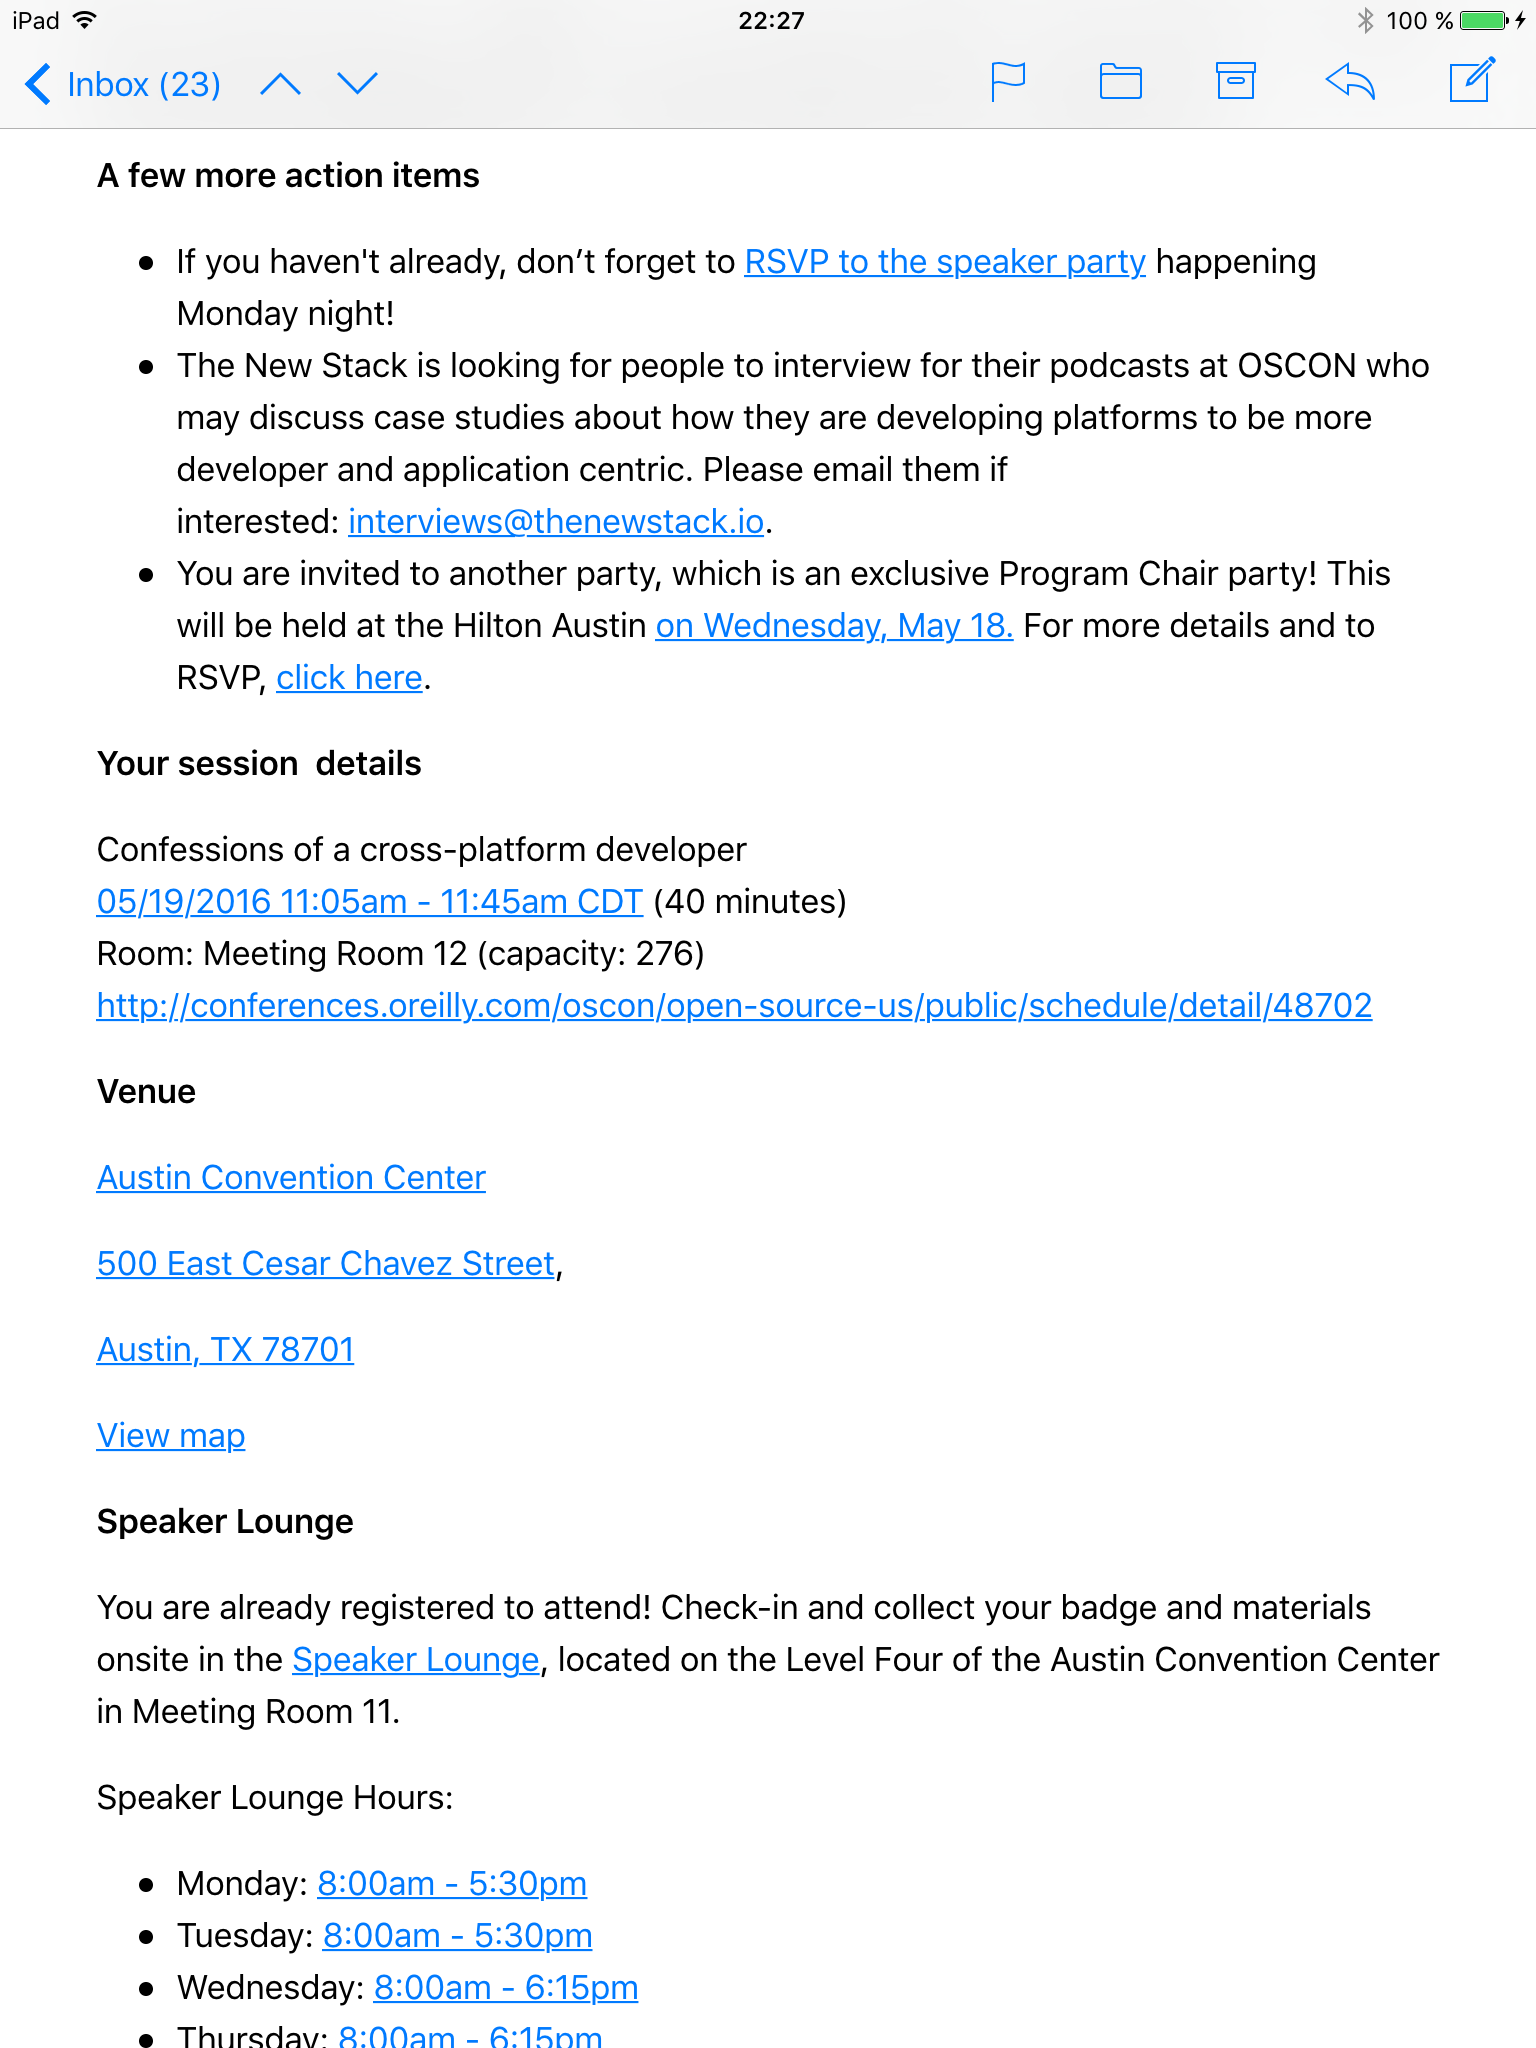 iPad 22:27 100 %
Inbox (23)
A few more action items
• If you haven't already, don’t forget to RSVP to the speaker party happening
Monday night!
• The New Stack is looking for people to interview for their podcasts at OSCON who
may discuss case studies about how they are developing platforms to be more
developer and application centric. Please email them if
interested: interviews@thenewstack.io.
• You are invited to another party, which is an exclusive Program Chair party! This
will be held at the Hilton Austin on Wednesday, May 18. For more details and to
RSVP, click here.
Your session  details
Confessions of a cross-platform developer
05/19/2016 11:05am - 11:45am CDT (40 minutes)
Room: Meeting Room 12 (capacity: 276)
http://conferences.oreilly.com/oscon/open-source-us/public/schedule/detail/48702
Venue
Austin Convention Center
500 East Cesar Chavez Street,
Austin, TX 78701
View map
Speaker Lounge
You are already registered to attend! Check-in and collect your badge and materials
onsite in the Speaker Lounge, located on the Level Four of the Austin Convention Center
in Meeting Room 11.
Speaker Lounge Hours:
• Monday: 8:00am - 5:30pm
• Tuesday: 8:00am - 5:30pm
• Wednesday: 8:00am - 6:15pm
• Thursday: 8:00am - 6:15pm